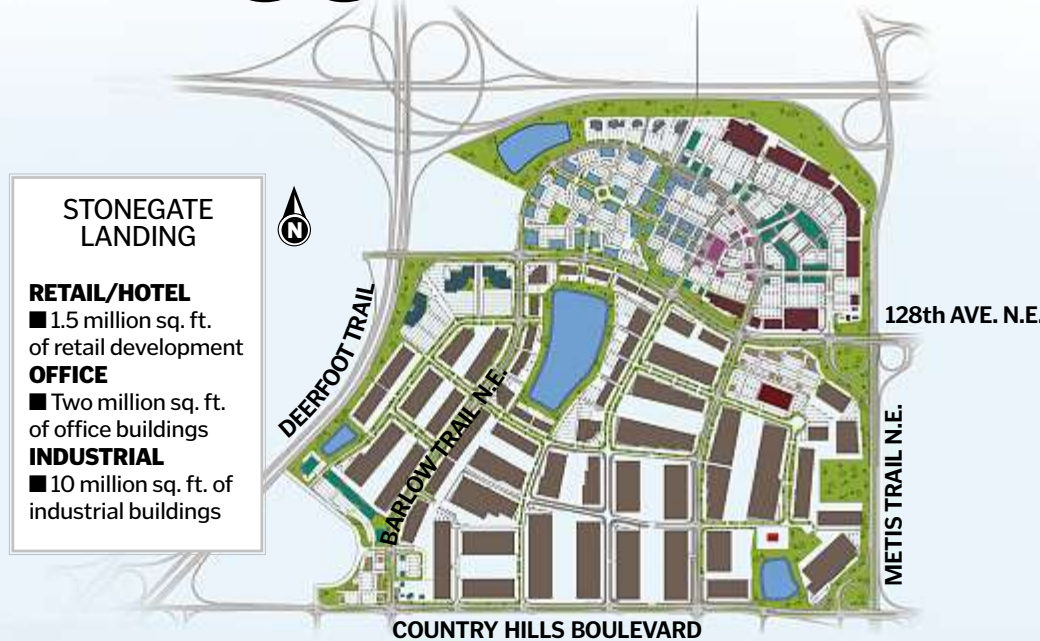 STONEGATE
LANDING
RETAIL/HOTEL
■ 1.5 million sq. ft.
of retail development
OFFICE
■ Two million sq. ft.
of office buildings
INDUSTRIAL
■ 10 million sq. ft. of
industrial buildings
N
DEERFOOT TRAIL
BARLOW TRAIL N.E.
128th AVE. N.E.
METIS TRAIL N.E.
COUNTRY HILLS BOULEVARD